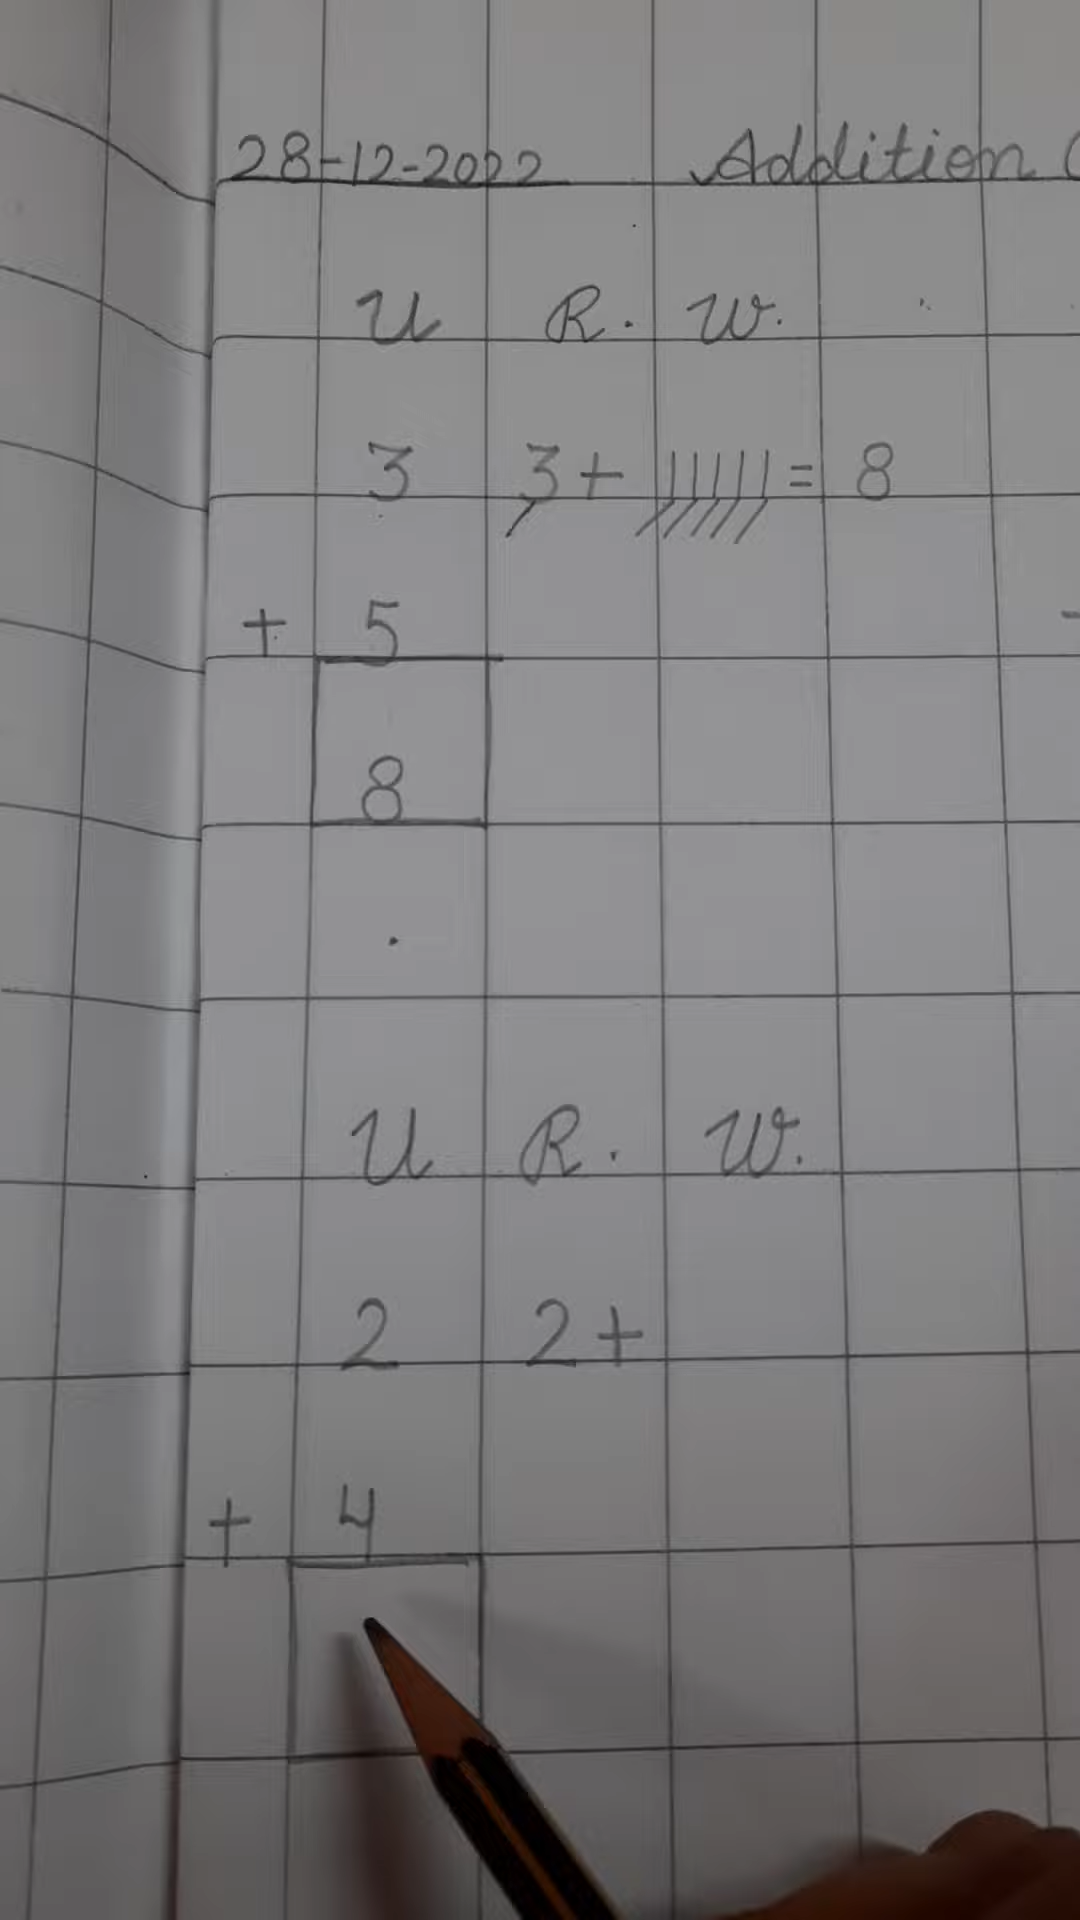 28-12-2022 Addition (
U R. W.
3 3+ ||||| = 8
+ 5
8
U R. W.
2 2+
+ 4